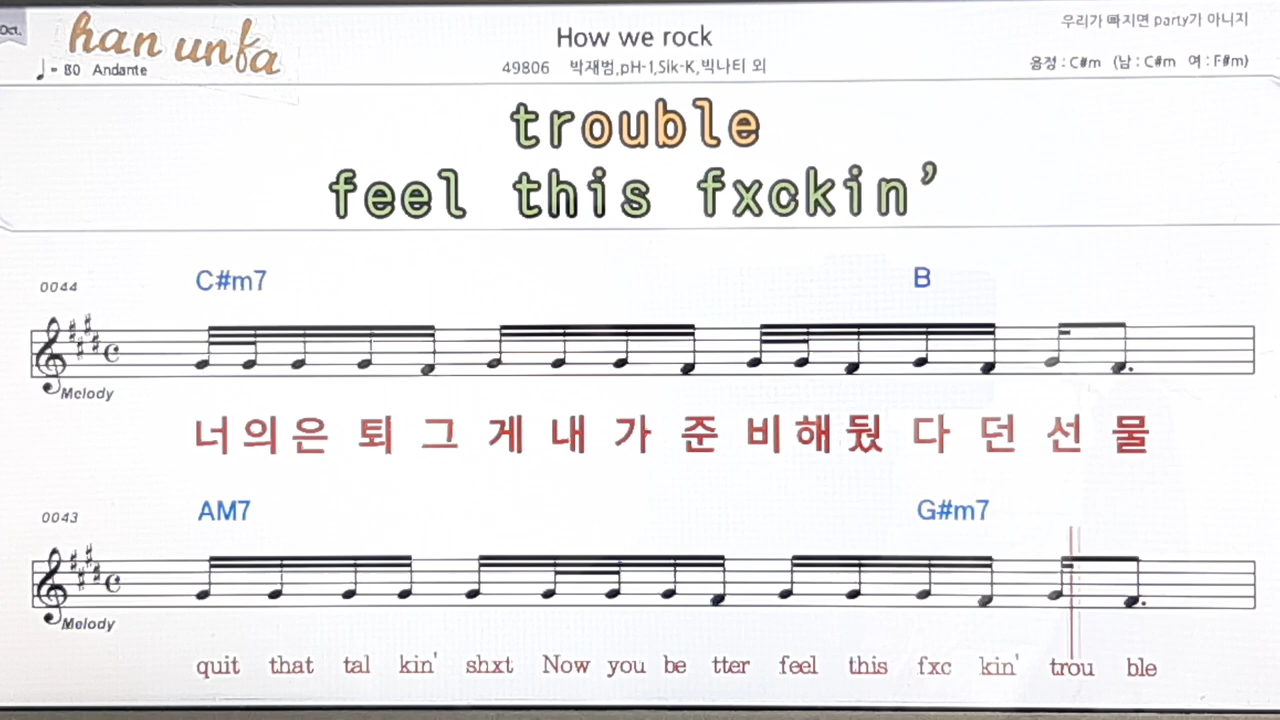 Oct.
han unfa
♩= 80 Andante
How we rock
49806 박재범,pH-1,Sik-K,빅나티 외
우리가 빠지면 party가 아니지
음정 : C#m (남 : C#m 여 : F#m)
trouble
feel this fxckin’
0044 C#m7 B
Melody
너의은 퇴 그 게 내 가 준 비해뒀 다 던 선 물
0043 AM7 G#m7
Melody
quit that tal kin' shxt Now you be tter feel this fxc kin' trou ble